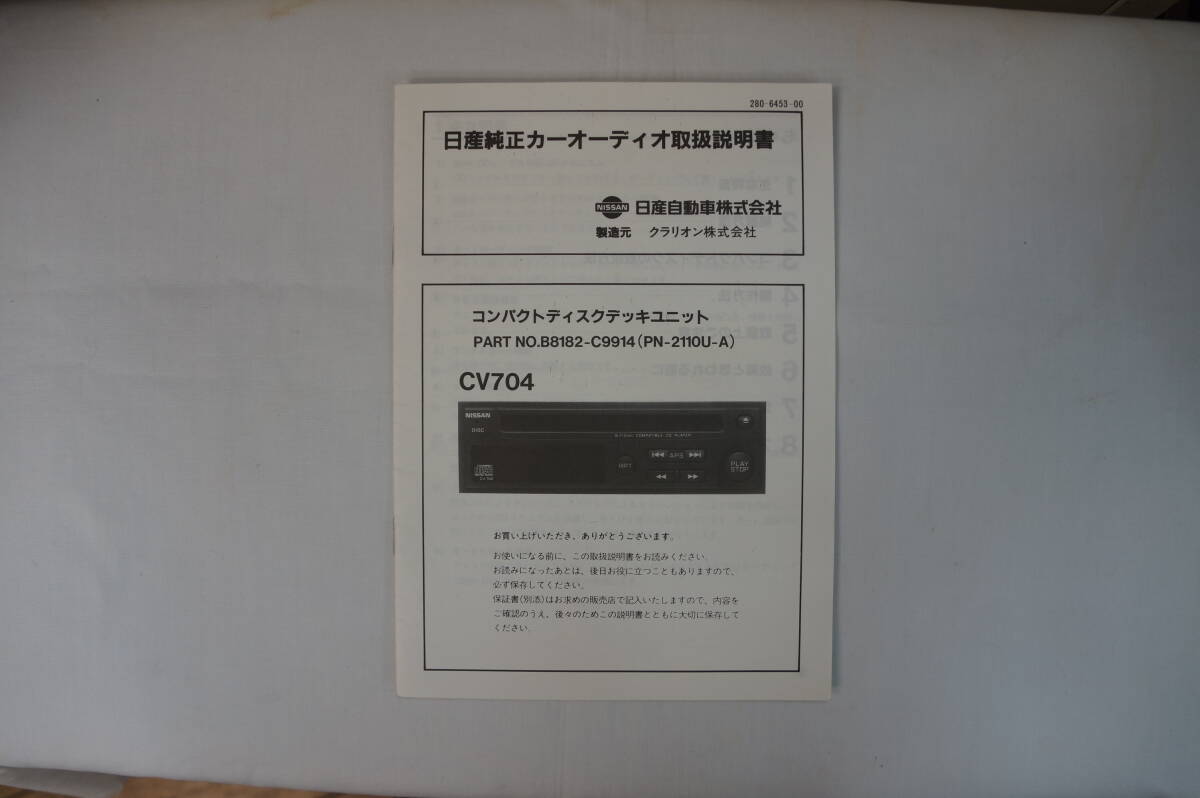 280-6453-00
日産純正カーオーディオ取扱説明書
NISSAN 日産自動車株式会社
製造元 クラリオン株式会社
コンパクトディスクデッキユニット
PART NO.B8182-C9914(PN-2110U-A)
CV704
NISSAN
DISC
COMPATIBLE CD PLAYER
APS
PLAY
STOP
お買い上げいただき、ありがとうございます。
お使いになる前に、この取扱説明書をお読みください.
お読みになったあとは、後日お役に立つこともありますので、
必ず保存してください.
保証書(別添)はお求めの販売店で記入いたしますので、内容を
ご確認のうえ、後々のためこの説明書とともに大切に保存して
ください.